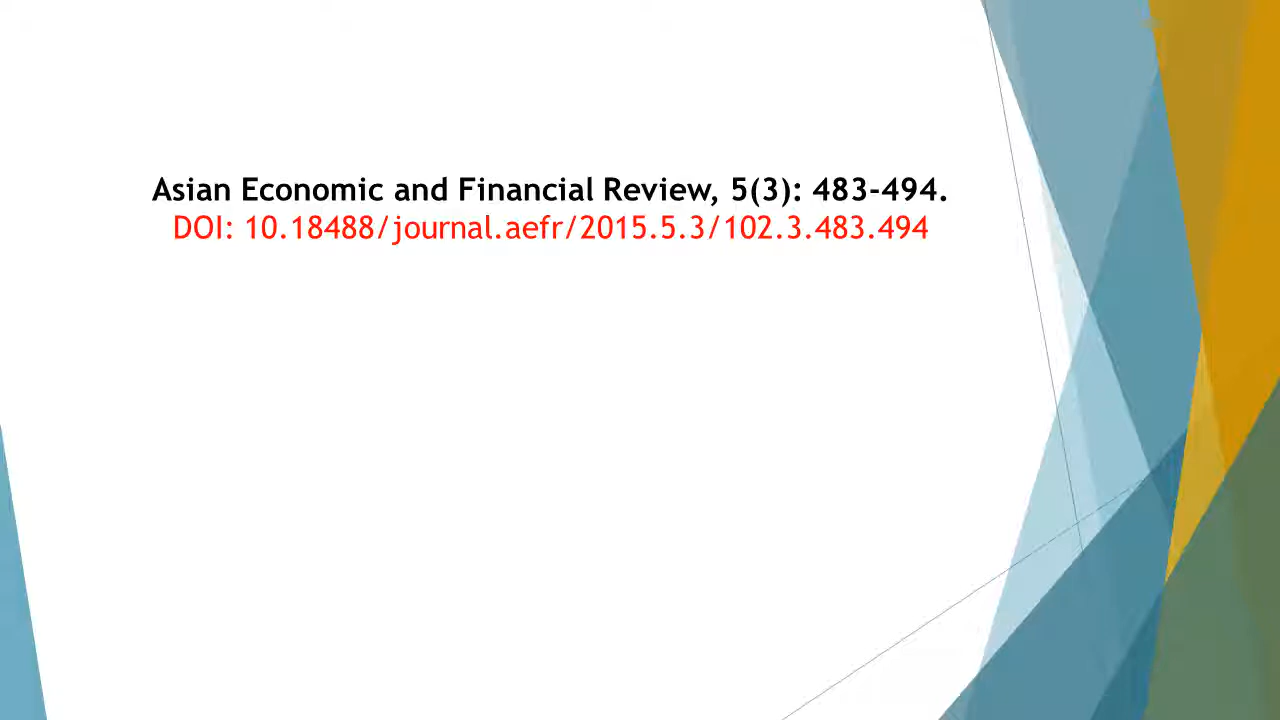 Asian Economic and Financial Review, 5(3): 483-494.
DOI: 10.18488/journal.aefr/2015.5.3/102.3.483.494